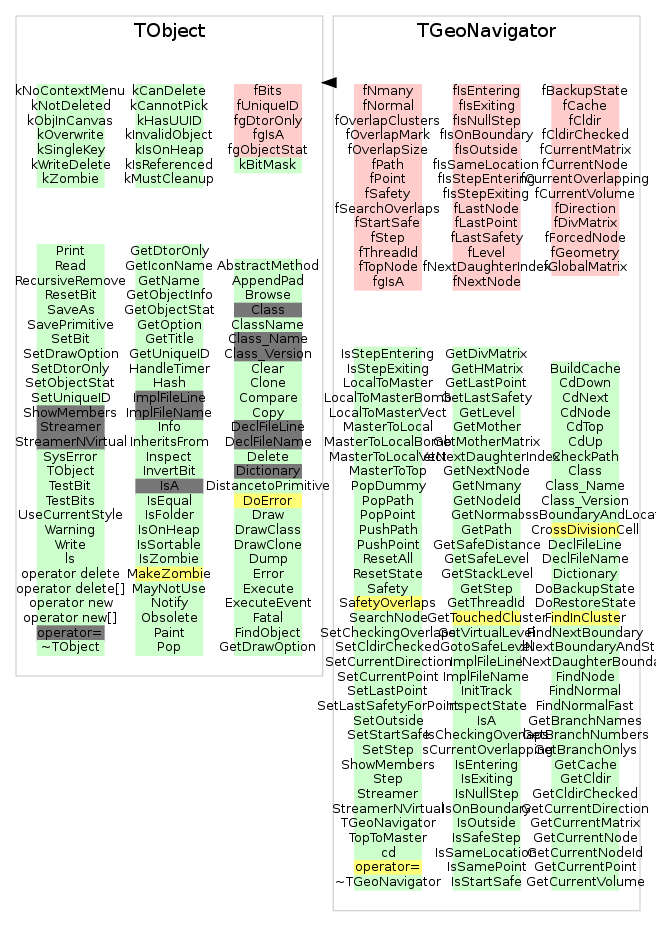 TObject
kNoContextMenu
kNotDeleted
kObjInCanvas
kOverwrite
kSingleKey
kWriteDelete
kZombie
kCanDelete
kCannotPick
kHasUUID
kInvalidObject
kIsOnHeap
kIsReferenced
kMustCleanup
fBits
fUniqueID
fgDtorOnly
fgIsA
fgObjectStat
kBitMask
Print
Read
RecursiveRemove
ResetBit
SaveAs
SavePrimitive
SetBit
SetDrawOption
SetDtorOnly
SetObjectStat
SetUniqueID
ShowMembers
Streamer
StreamerNVirtual
SysError
TObject
TestBit
TestBits
UseCurrentStyle
Warning
Write
ls
operator delete
operator delete[]
operator new
operator new[]
operator=
~TObject
GetDtorOnly
GetIconName
GetName
GetObjectInfo
GetObjectStat
GetOption
GetTitle
GetUniqueID
HandleTimer
Hash
ImplFileLine
ImplFileName
Info
InheritsFrom
Inspect
InvertBit
IsA
IsEqual
IsFolder
IsOnHeap
IsSortable
IsZombie
MakeZombie
MayNotUse
Notify
Obsolete
Paint
Pop
AbstractMethod
AppendPad
Browse
Class
ClassName
Class_Name
Class_Version
Clear
Clone
Compare
Copy
DeclFileLine
DeclFileName
Delete
Dictionary
DistancetoPrimitive
DoError
Draw
DrawClass
DrawClone
Dump
Error
Execute
ExecuteEvent
Fatal
FindObject
GetDrawOption
TGeoNavigator
fNmany
fNormal
fOverlapClusters
fOverlapMark
fOverlapSize
fPath
fPoint
fSafety
fSearchOverlaps
fStartSafe
fStep
fThreadId
fTopNode
fgIsA
fIsEntering
fIsExiting
fIsNullStep
fIsOnBoundary
fIsOutside
fIsSameLocation
fIsStepEntering
fIsStepExiting
fLastNode
fLastPoint
fLastSafety
fLevel
fNextDaughterIndex
fNextNode
fBackupState
fCache
fCldir
fCldirChecked
fCurrentMatrix
fCurrentNode
fCurrentOverlapping
fCurrentVolume
fDirection
fDivMatrix
fForcedNode
fGeometry
fGlobalMatrix
IsStepEntering
IsStepExiting
LocalToMaster
LocalToMasterBomb
LocalToMasterVect
MasterToLocal
MasterToLocalBomb
MasterToLocalVect
MasterToTop
PopDummy
PopPath
PopPoint
PushPath
PushPoint
ResetAll
ResetState
Safety
SafetyOverlaps
SearchNode
SetCheckingOverlaps
SetCldirChecked
SetCurrentDirection
SetCurrentPoint
SetLastPoint
SetLastSafetyForPoint
SetOutside
SetStartSafe
SetStep
ShowMembers
Step
Streamer
StreamerNVirtual
TGeoNavigator
TopToMaster
cd
operator=
~TGeoNavigator
GetDivMatrix
GetHMatrix
GetLastPoint
GetLastSafety
GetLevel
GetMother
GetMotherMatrix
GetNextDaughterIndex
GetNextNode
GetNmany
GetNodeId
GetNormal
GetPath
GetSafeDistance
GetSafeLevel
GetStackLevel
GetStep
GetThreadId
GetTouchedCluster
GetVirtualLevel
GotoSafeLevel
ImplFileLine
ImplFileName
InitTrack
InspectState
IsA
IsCheckingOverlaps
IsCurrentOverlapping
IsEntering
IsExiting
IsNullStep
IsOnBoundary
IsOutside
IsSafeStep
IsSameLocation
IsSamePoint
IsStartSafe
BuildCache
CdDown
CdNext
CdNode
CdTop
CdUp
CheckPath
Class
Class_Name
Class_Version
ssBoundaryAndLocat
CrossDivisionCell
DeclFileLine
DeclFileName
Dictionary
DoBackupState
DoRestoreState
FindInCluster
FindNextBoundary
NextBoundaryAndSt
NextDaughterBounda
FindNode
FindNormal
FindNormalFast
GetBranchNames
GetBranchNumbers
GetBranchOnlys
GetCache
GetCldir
GetCldirChecked
GetCurrentDirection
GetCurrentMatrix
GetCurrentNode
GetCurrentNodeId
GetCurrentPoint
GetCurrentVolume